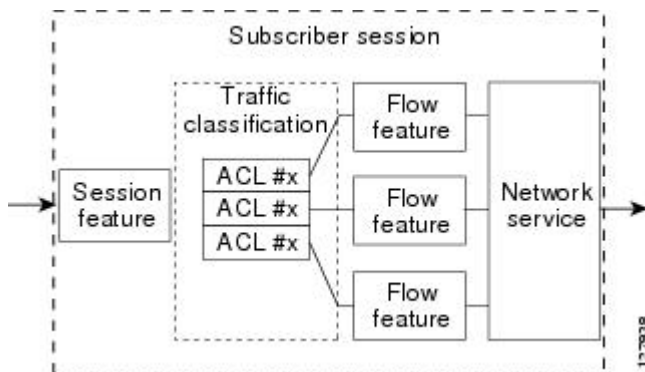 Subscriber session
Traffic
classification
Session
feature
ACL #x
ACL #x
ACL #x
Flow
feature
Flow
feature
Flow
feature
Network
service